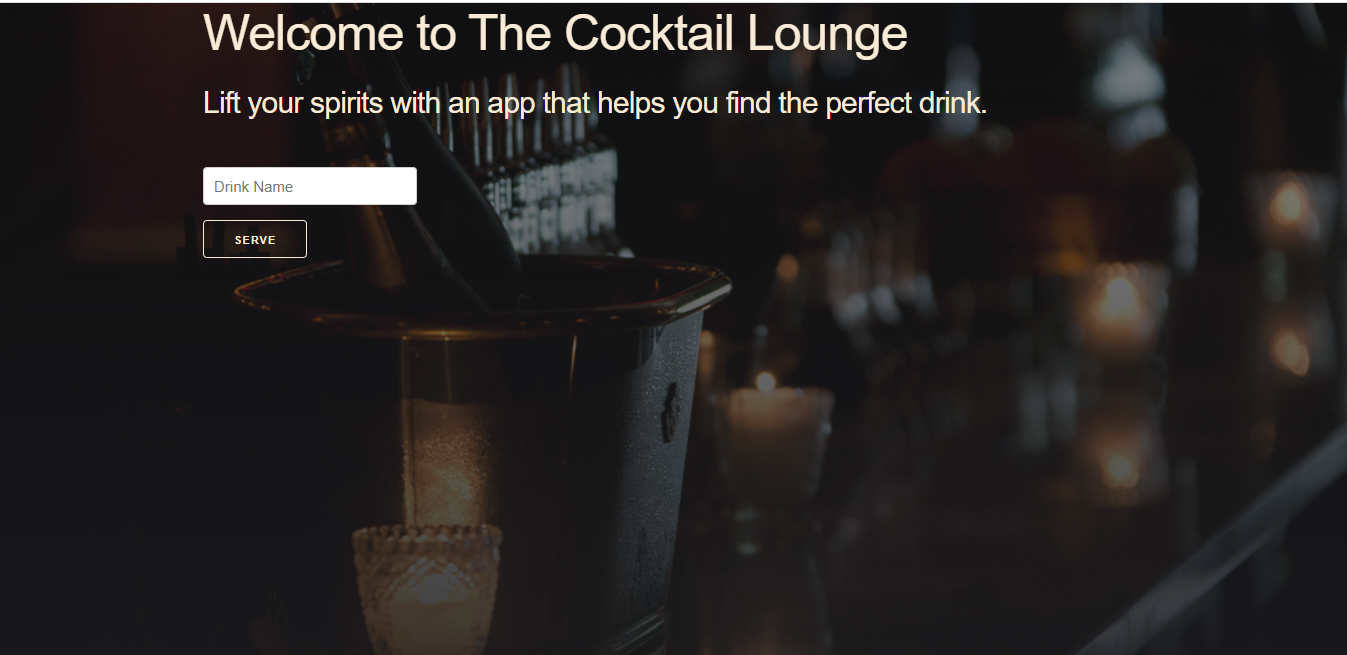 Welcome to The Cocktail Lounge
Lift your spirits with an app that helps you find the perfect drink.
Drink Name
SERVE